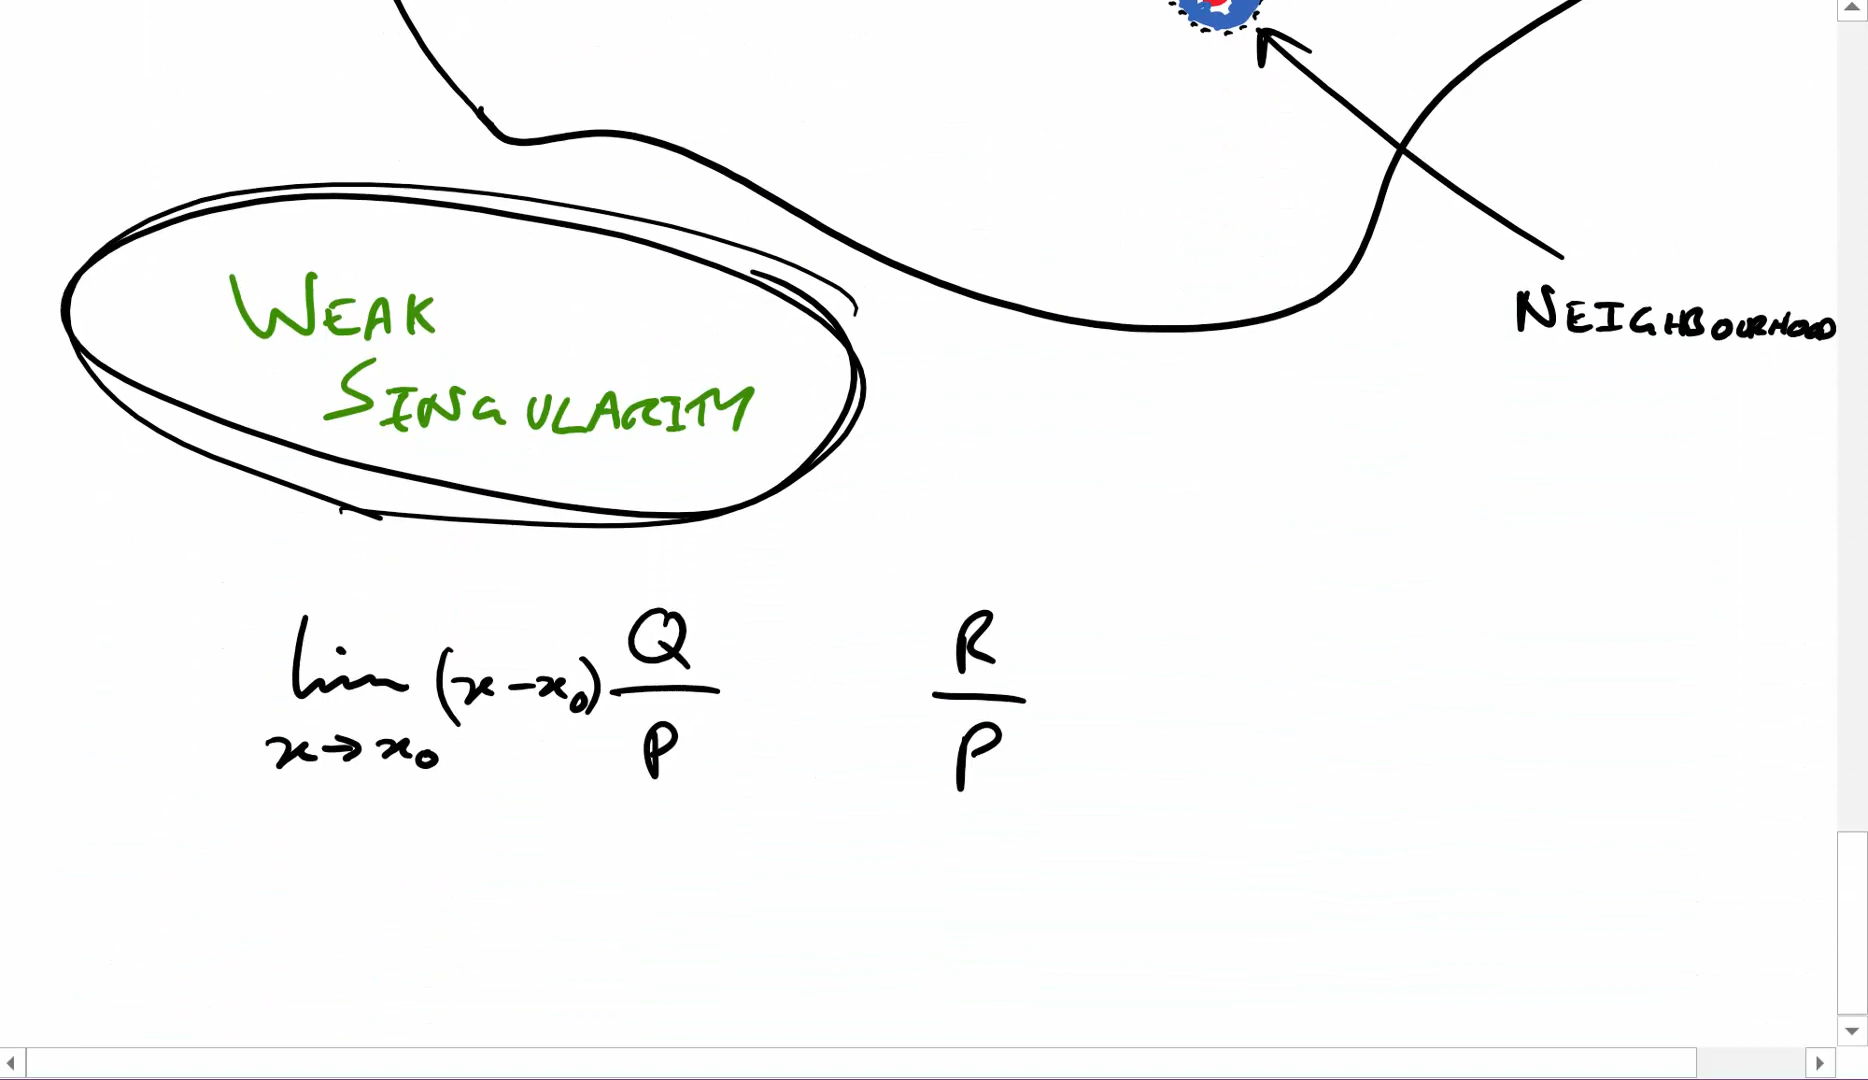 NEIGHBOURHOOD
WEAK
SINGULARITY
lim (x-x₀) Q/P R/P
x→x₀